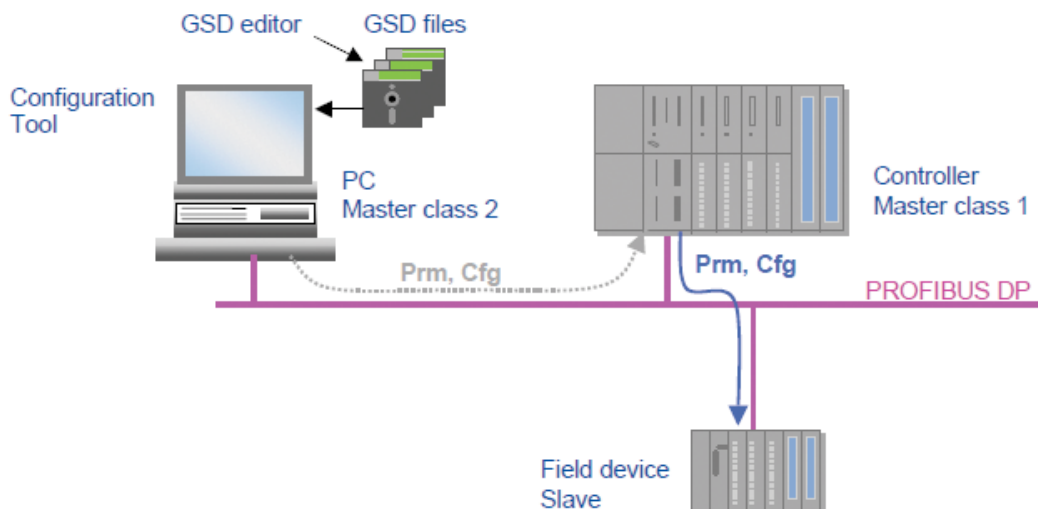 GSD editor
GSD files
Configuration
Tool
PC
Master class 2
Controller
Master class 1
Prm, Cfg
Prm, Cfg
PROFIBUS DP
Field device
Slave